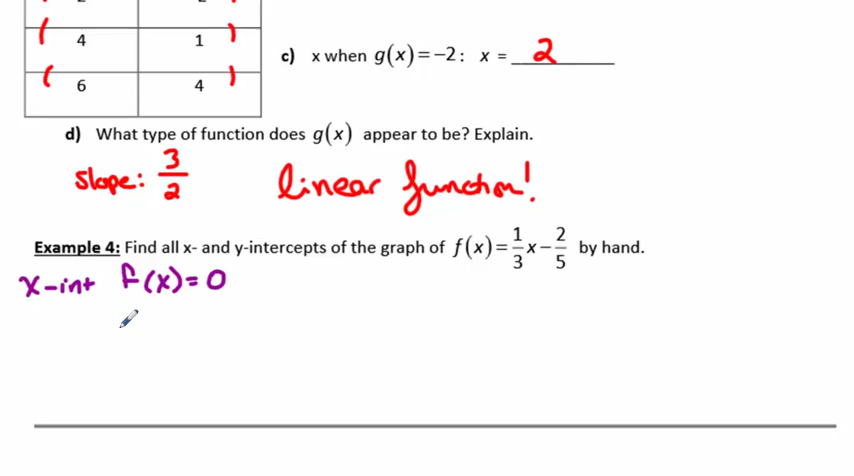 ( 4 1 )
c) x when g(x)=−2: x = 2
( 6 4 )
d) What type of function does g(x) appear to be? Explain.
slope: 3/2 linear function!
Example 4: Find all x- and y-intercepts of the graph of f(x)=1/3x−2/5 by hand.
x-int f(x)=0